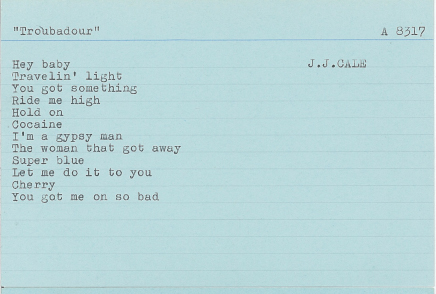 "Troubadour" A 8317
Hey baby J.J.CALE
Travelin' light
You got something
Ride me high
Hold on
Cocaine
I'm a gypsy man
The woman that got away
Super blue
Let me do it to you
Cherry
You got me on so bad